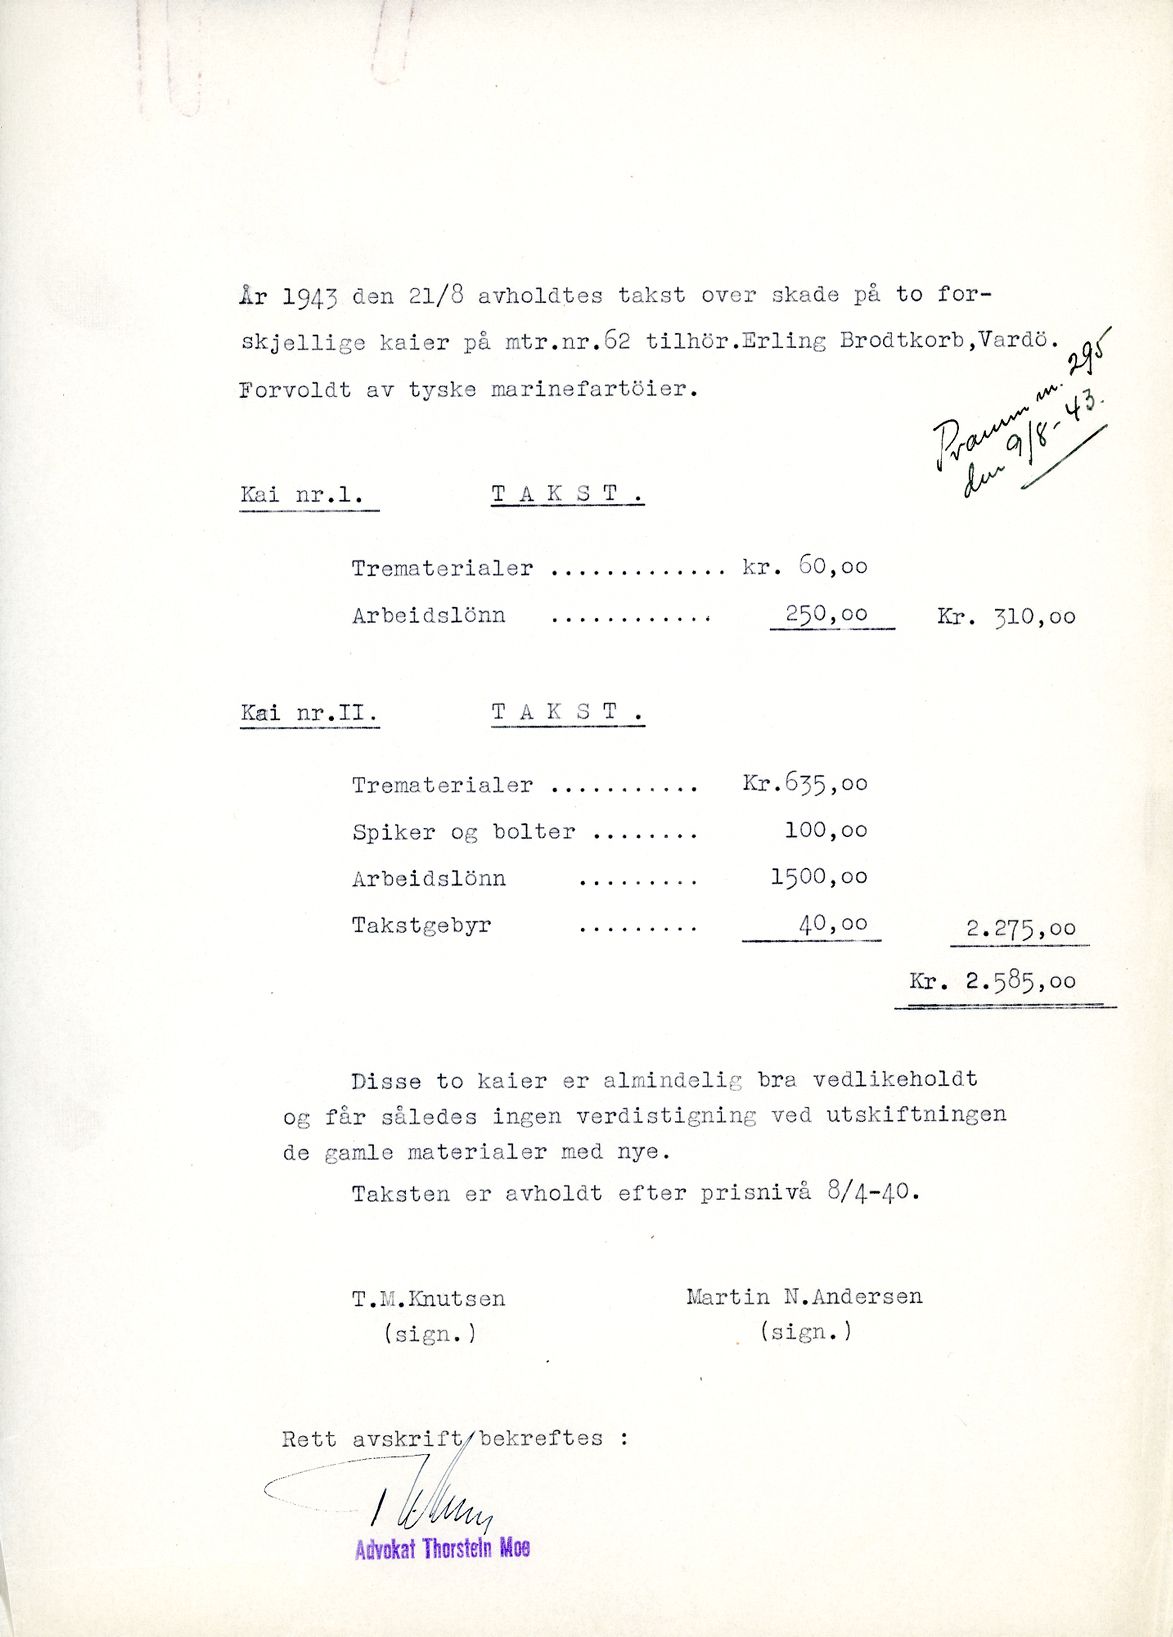 År 1943 den 21/8 avholdtes takst over skade på to for-
skjellige kaier på mtr.nr.62 tilhör.Erling Brodtkorb,Vardö.
Forvoldt av tyske marinefartöier.
Pramm nr. 295
den 9/8-43.
Kai nr.1. T A K S T .
Trematerialer ............. kr. 60,00
Arbeidslönn ............ 250,00 Kr. 310,00
Kai nr.II. T A K S T .
Trematerialer ........... Kr.635,00
Spiker og bolter ........ 100,00
Arbeidslönn ......... 1500,00
Takstgebyr ......... 40,00 2.275,00
Kr. 2.585,00
Disse to kaier er almindelig bra vedlikeholdt
og får således ingen verdistigning ved utskiftningen
de gamle materialer med nye.
Taksten er avholdt efter prisnivå 8/4-40.
T.M.Knutsen Martin N.Andersen
(sign.) (sign.)
Rett avskrift bekreftes :
Advokat Thorstein Moe